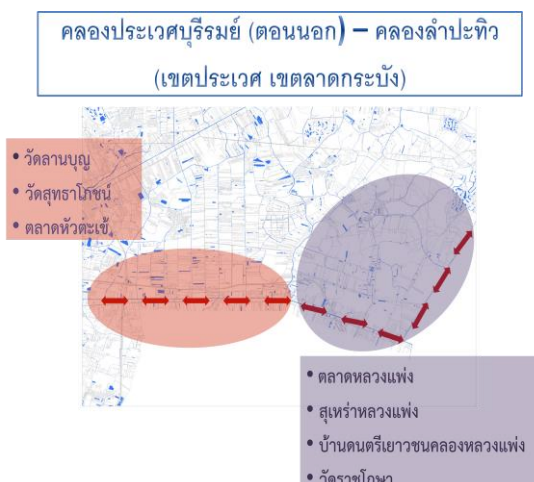 คลองประเวศบุรีรมย์ (ตอนนอก) – คลองลำปะทิว
(เขตประเวศ เขตลาดกระบัง)
• วัดลานบุญ
• วัดสุทธาโภชน์
• ตลาดหัวตะเข้
• ตลาดหลวงแพ่ง
• สุเหร่าหลวงแพ่ง
• บ้านดนตรีเยาวชนคลองหลวงแพ่ง
• วัดราชโกษา